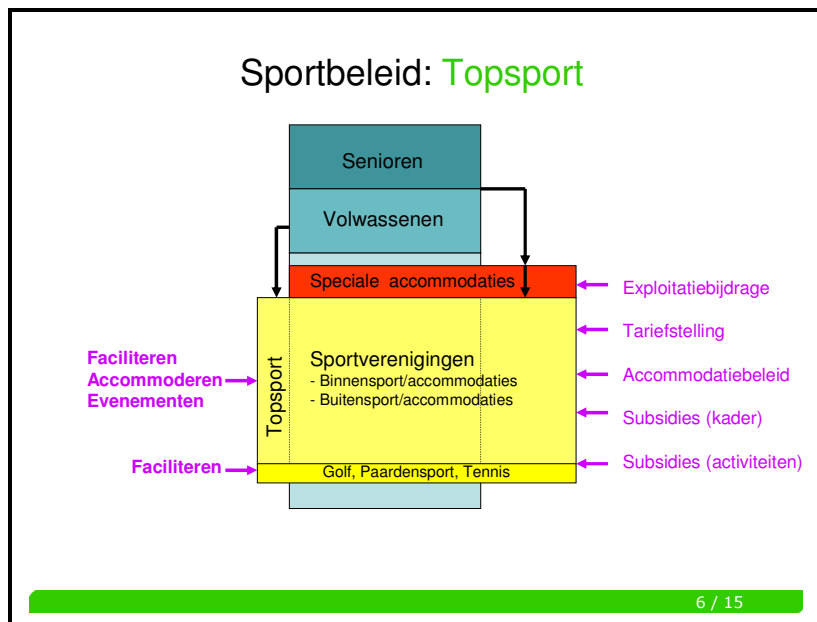 Sportbeleid: Topsport
Senioren
Volwassenen
Speciale accommodaties
Exploitatiebijdrage
Tariefstelling
Accommodatiebeleid
Subsidies (kader)
Subsidies (activiteiten)
Faciliteren
Accommoderen
Evenementen
Topsport
Sportverenigingen
- Binnensport/accommodaties
- Buitensport/accommodaties
Faciliteren
Golf, Paardensport, Tennis
6 / 15